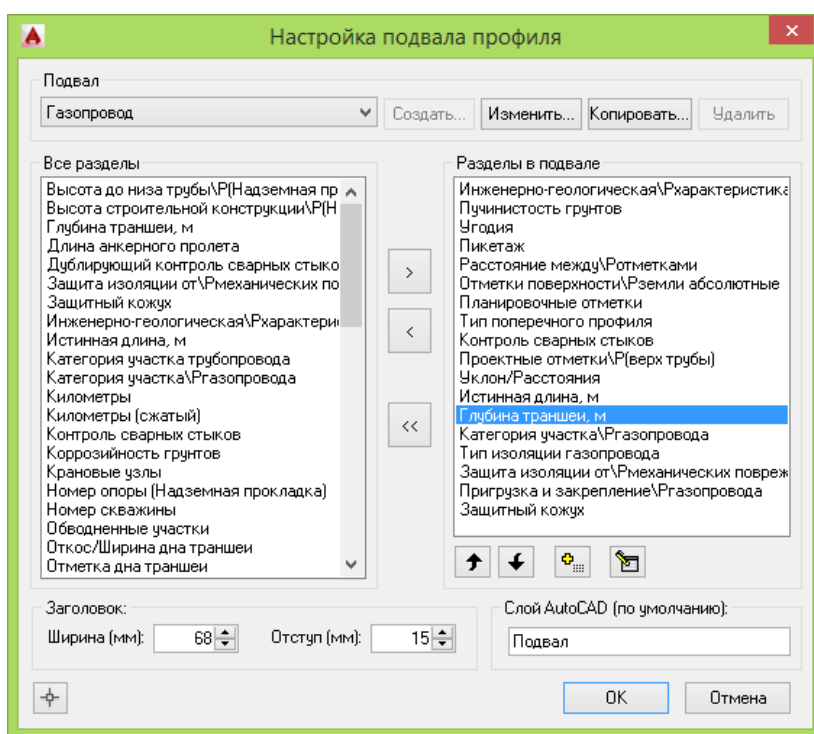 Настройка подвала профиля
Подвал
Газопровод
Создать...
Изменить...
Копировать...
Удалить
Все разделы
Высота до низа трубы\P(Надземная пр
Высота строительной конструкции\P(Н
Глубина траншеи, м
Длина анкерного пролета
Дублирующий контроль сварных стыко
Защита изоляции от\Pмеханических по
Защитный кожух
Инженерно-геологическая\Pхарактери
Истинная длина, м
Категория участка трубопровода
Категория участка\Pгазопровода
Километры
Километры (сжатый)
Контроль сварных стыков
Коррозийность грунтов
Крановые узлы
Номер опоры (Надземная прокладка)
Номер скважины
Обводненные участки
Откос/Ширина дна траншеи
Отметка дна траншеи
>
<
<<
Разделы в подвале
Инженерно-геологическая\Pхарактеристика
Пучинистость грунтов
Угодия
Пикетаж
Расстояние между\Pотметками
Отметки поверхности\Pземли абсолютные
Планировочные отметки
Тип поперечного профиля
Контроль сварных стыков
Проектные отметки\P(верх трубы)
Уклон/Расстояния
Истинная длина, м
Глубина траншеи, м
Категория участка\Pгазопровода
Тип изоляции газопровода
Защита изоляции от\Pмеханических повреж
Пригрузка и закрепление\Pгазопровода
Защитный кожух
Заголовок:
Ширина (мм): 68
Отступ (мм): 15
Слой AutoCAD (по умолчанию):
Подвал
OK
Отмена